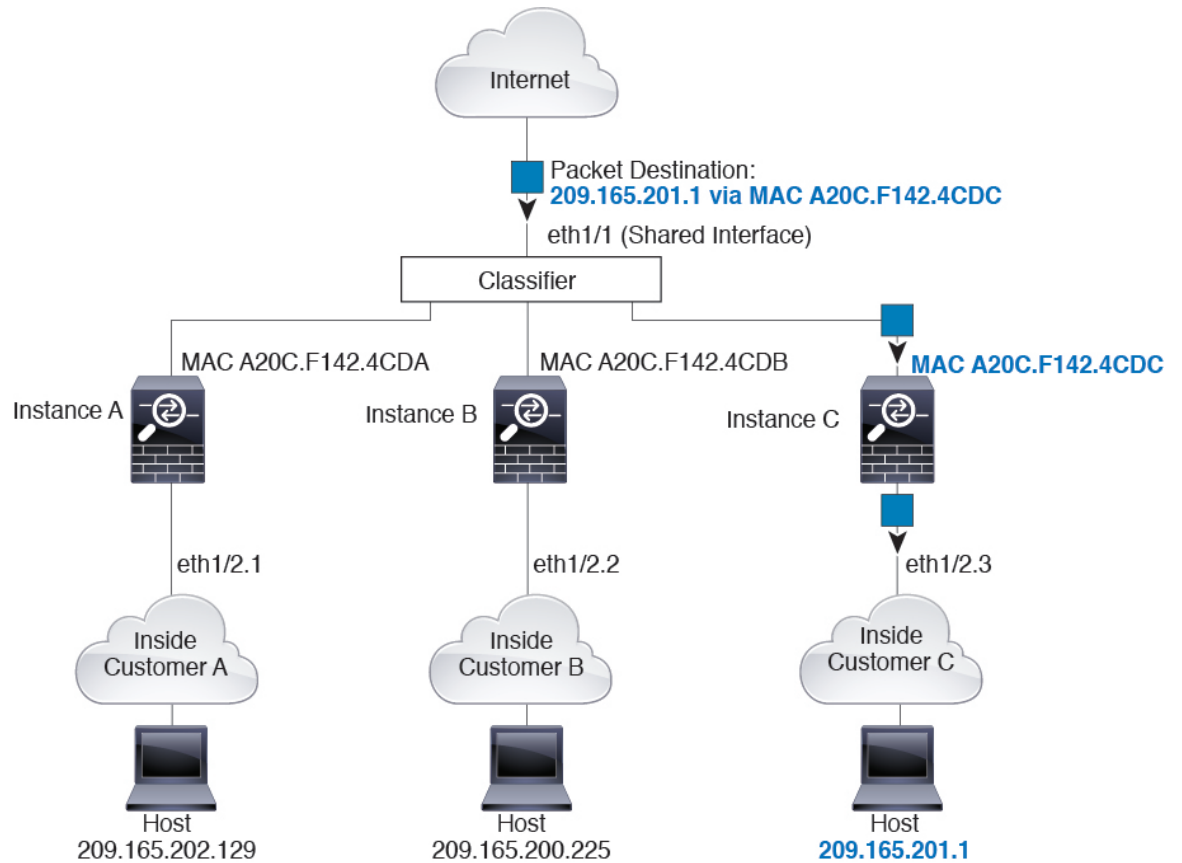 Internet
Packet Destination:
209.165.201.1 via MAC A20C.F142.4CDC
eth1/1 (Shared Interface)
Classifier
MAC A20C.F142.4CDA
MAC A20C.F142.4CDB
MAC A20C.F142.4CDC
Instance A
Instance B
Instance C
eth1/2.1
eth1/2.2
eth1/2.3
Inside
Customer A
Inside
Customer B
Inside
Customer C
Host
209.165.202.129
Host
209.165.200.225
Host
209.165.201.1